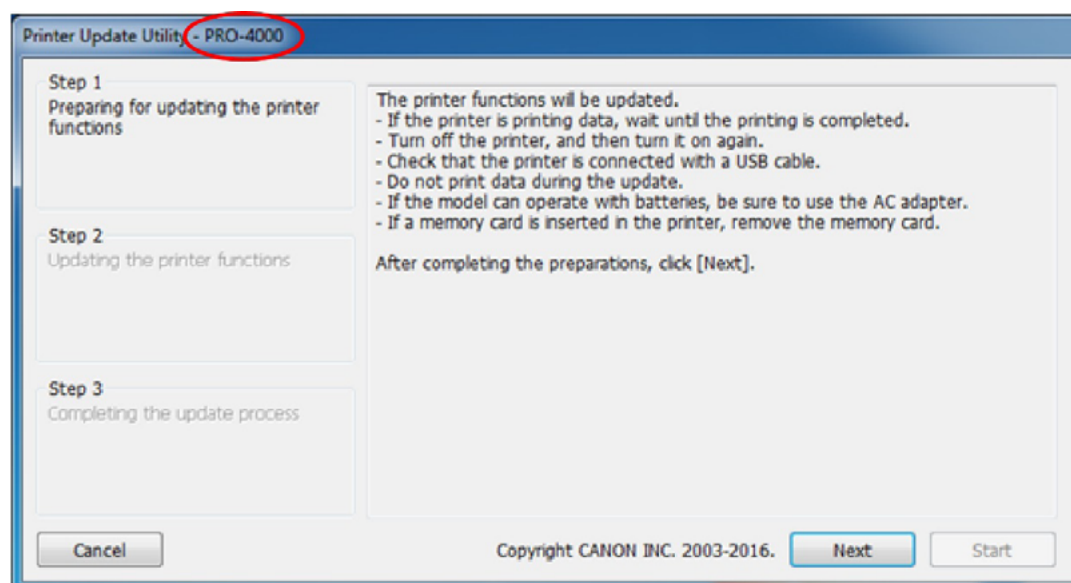 Printer Update Utility - PRO-4000
Step 1
Preparing for updating the printer
functions
Step 2
Updating the printer functions
Step 3
Completing the update process
The printer functions will be updated.
- If the printer is printing data, wait until the printing is completed.
- Turn off the printer, and then turn it on again.
- Check that the printer is connected with a USB cable.
- Do not print data during the update.
- If the model can operate with batteries, be sure to use the AC adapter.
- If a memory card is inserted in the printer, remove the memory card.
After completing the preparations, click [Next].
Cancel
Copyright CANON INC. 2003-2016.
Next
Start